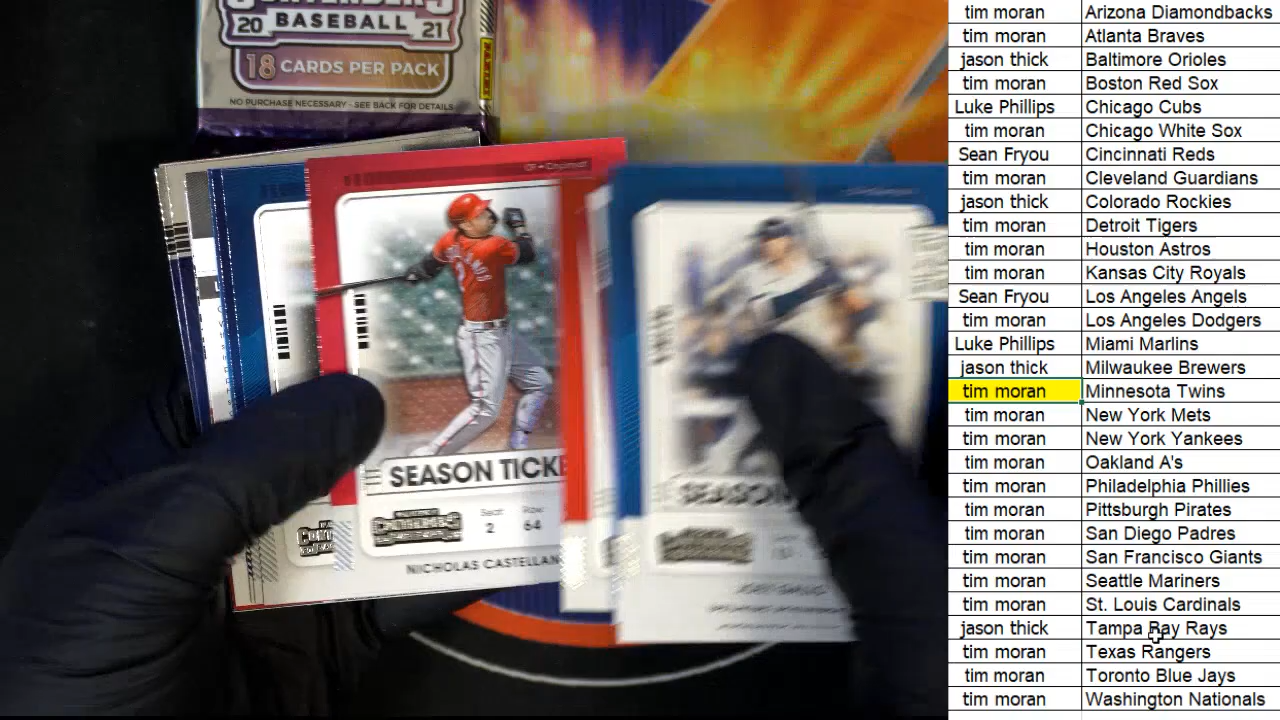 20 BASEBALL 21
18 CARDS PER PACK
NO PURCHASE NECESSARY - SEE BACK FOR DETAILS
CF • Cincinnati
SEASON TICKE
Seat Row
2 64
NICHOLAS CASTELLAN
SEASON
tim moran Arizona Diamondbacks
tim moran Atlanta Braves
jason thick Baltimore Orioles
tim moran Boston Red Sox
Luke Phillips Chicago Cubs
tim moran Chicago White Sox
Sean Fryou Cincinnati Reds
tim moran Cleveland Guardians
jason thick Colorado Rockies
tim moran Detroit Tigers
tim moran Houston Astros
tim moran Kansas City Royals
Sean Fryou Los Angeles Angels
tim moran Los Angeles Dodgers
Luke Phillips Miami Marlins
jason thick Milwaukee Brewers
tim moran Minnesota Twins
tim moran New York Mets
tim moran New York Yankees
tim moran Oakland A's
tim moran Philadelphia Phillies
tim moran Pittsburgh Pirates
tim moran San Diego Padres
tim moran San Francisco Giants
tim moran Seattle Mariners
tim moran St. Louis Cardinals
jason thick Tampa Bay Rays
tim moran Texas Rangers
tim moran Toronto Blue Jays
tim moran Washington Nationals